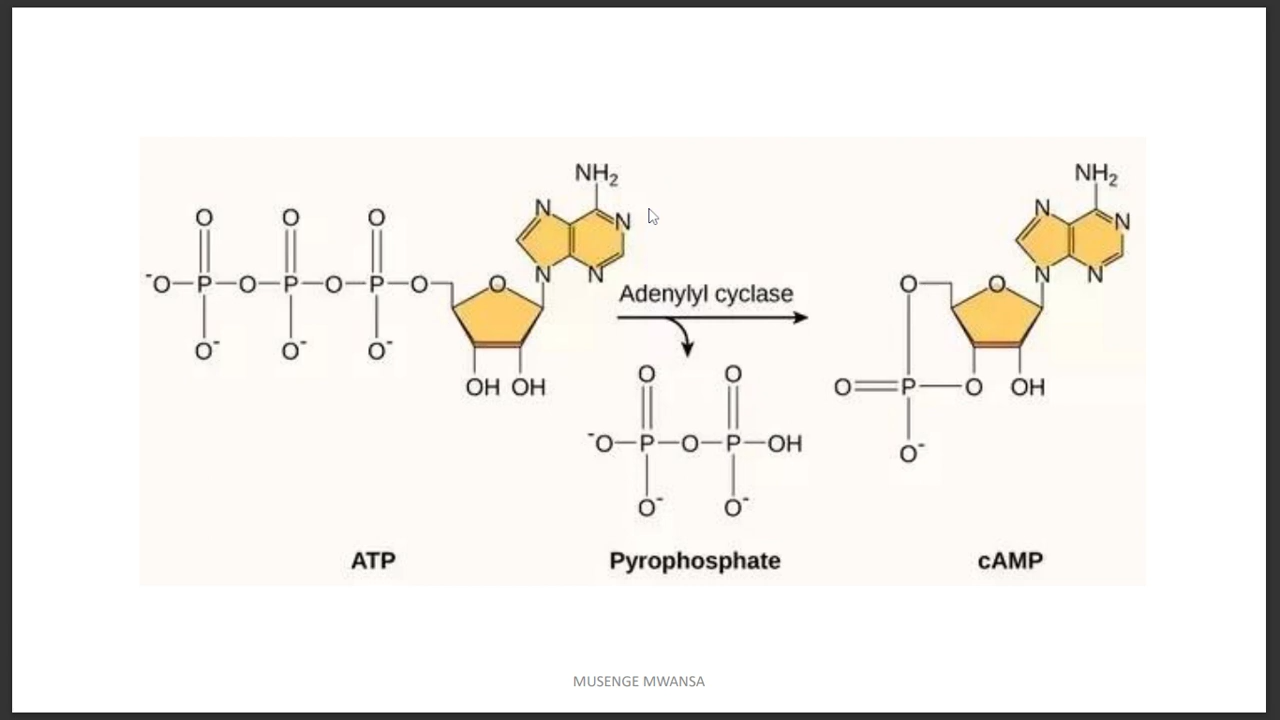 NH2
NH2
O O O
N N
N N
⁻O P O P O P O
O
N N
O
O
N N
Adenylyl cyclase
O⁻ O⁻ O⁻
OH OH
O O
O P O OH
⁻O P O P OH
O⁻
O⁻ O⁻
ATP
Pyrophosphate
cAMP
MUSENGE MWANSA